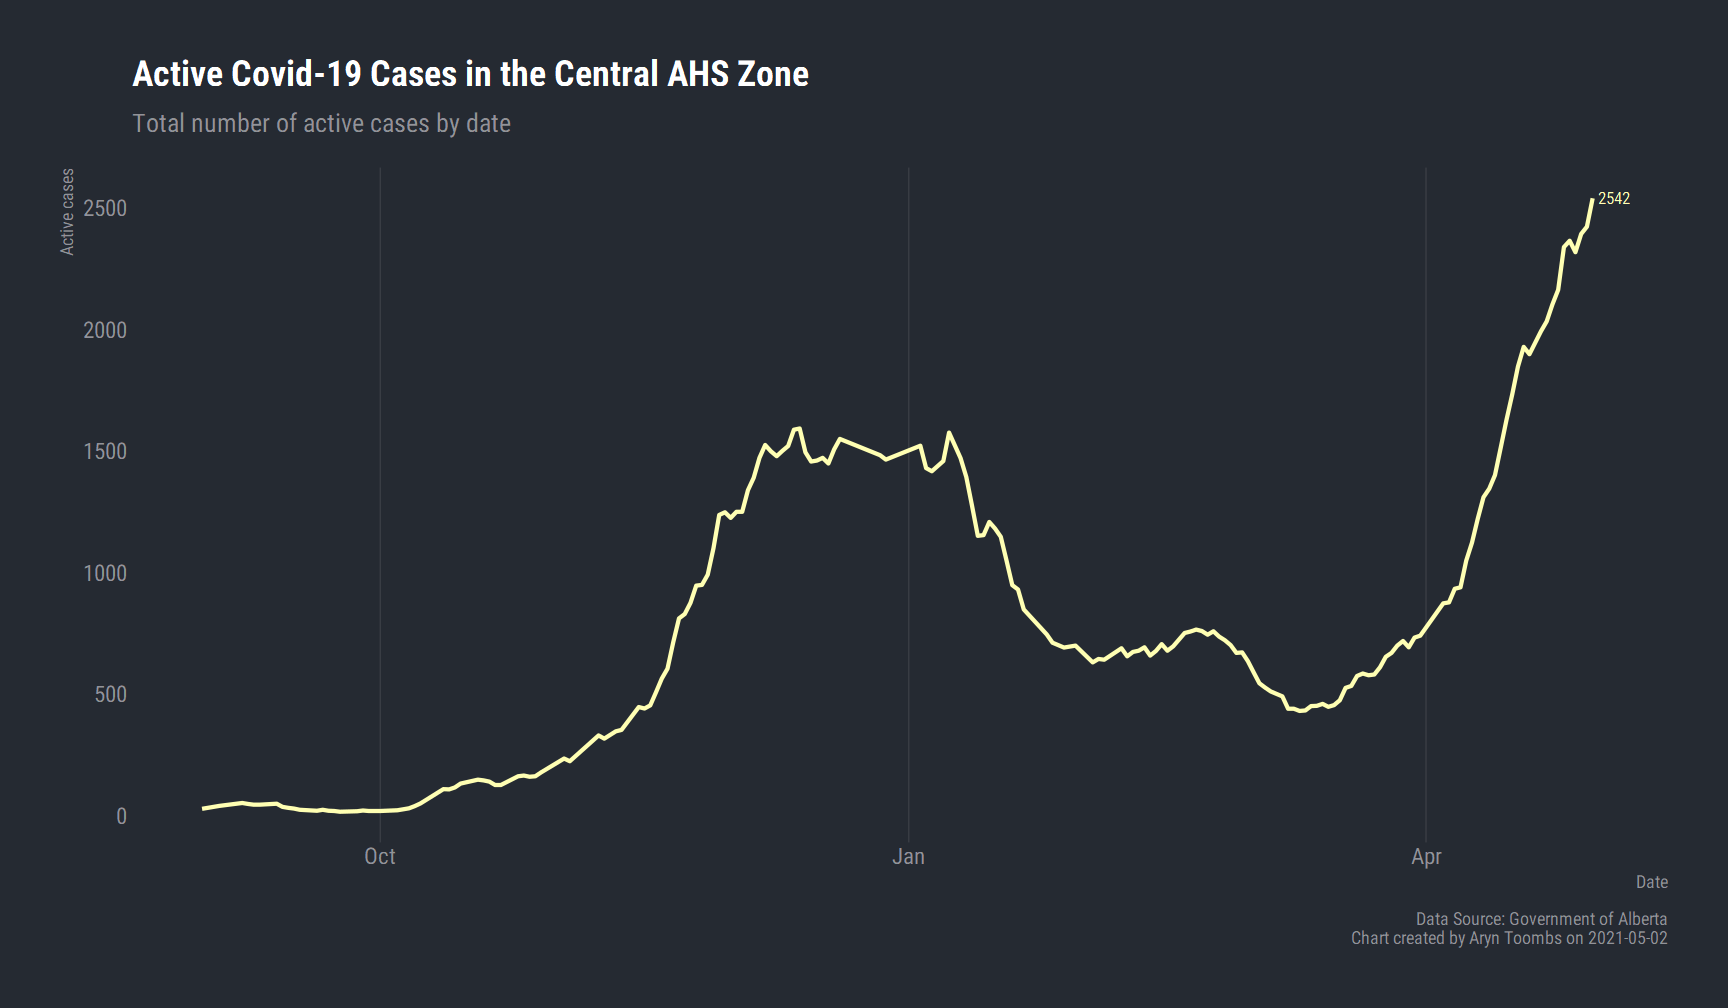 Active Covid-19 Cases in the Central AHS Zone
Total number of active cases by date
Active cases
2500
2000
1500
1000
500
0
2542
Oct
Jan
Apr
Date
Data Source: Government of Alberta
Chart created by Aryn Toombs on 2021-05-02